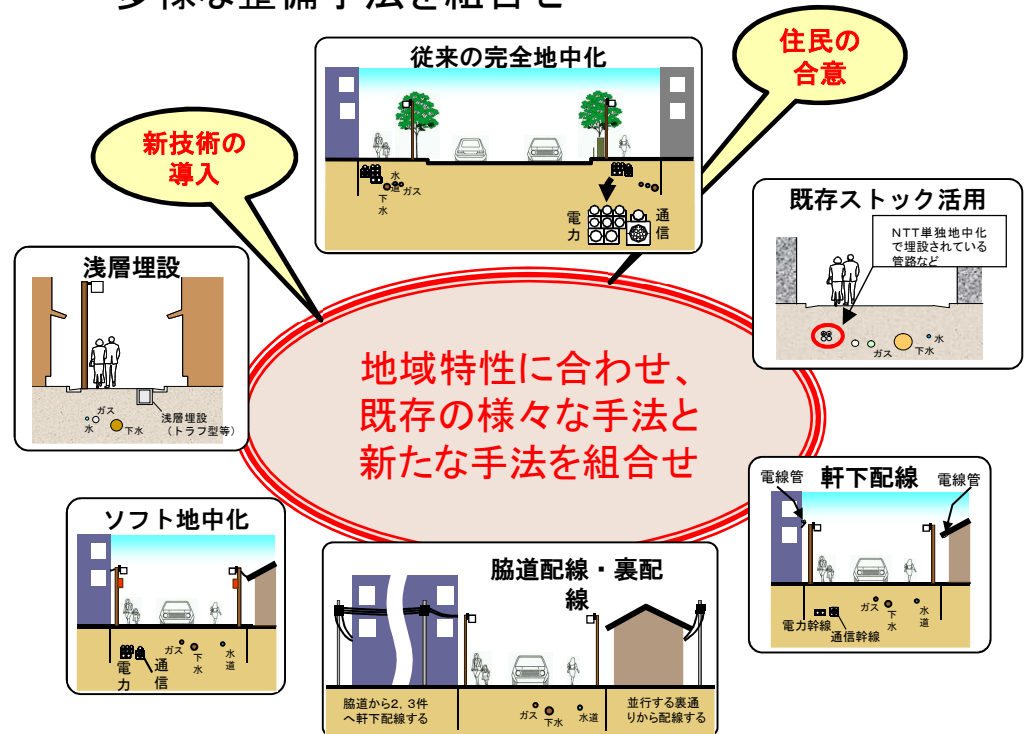 多様な整備手法を組合せ
従来の完全地中化
水
道
ガス
下
水
電
力
通
信
住民の
合意
新技術の
導入
既存ストック活用
NTT単独地中化
で埋設されている
管路など
ガス
下水
水
浅層埋設
ガス
水
下水
浅層埋設
(トラフ型等)
地域特性に合わせ、
既存の様々な手法と
新たな手法を組合せ
ソフト地中化
ガス
下
水
水
道
電
力
通
信
脇道配線・裏配
線
脇道から2,3件
へ軒下配線する
ガス
下水
水道
並行する裏通
りから配線する
電線管
軒下配線
電線管
ガス
下
水
水
道
電力幹線
通信幹線